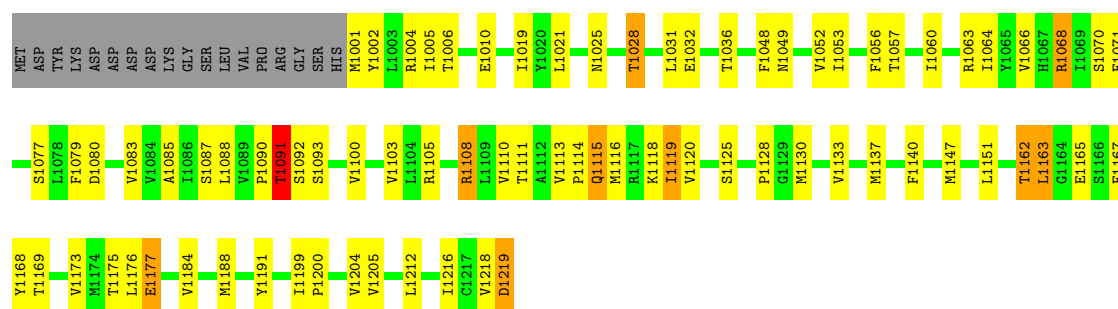 MET ASP TYR LYS ASP ASP ASP ASP LYS GLY SER LEU VAL PRO ARG GLY SER HIS M1001 Y1002 L1003 R1004 I1005 T1006 E1010 I1019 Y1020 L1021 N1025 T1028 L1031 E1032 T1036 F1048 N1049 V1052 I1053 F1056 T1057 I1060 R1063 I1064 Y1065 V1066 H1067 R1068 I1069 S1070
S1077 L1078 F1079 D1080 V1083 V1084 A1085 I1086 S1087 L1088 V1089 P1090 T1091 S1092 S1093 V1100 V1103 L1104 R1105 R1108 L1109 V1110 T1111 A1112 V1113 P1114 Q1115 M1116 R1117 K1118 I1119 V1120 S1125 P1128 G1129 M1130 V1133 M1137 F1140 M1147 L1151 T1162 L1163 G1164 E1165 S1166
Y1168 T1169 V1173 M1174 T1175 L1176 E1177 V1184 M1188 Y1191 I1199 P1200 V1204 V1205 L1212 I1216 C1217 V1218 D1219